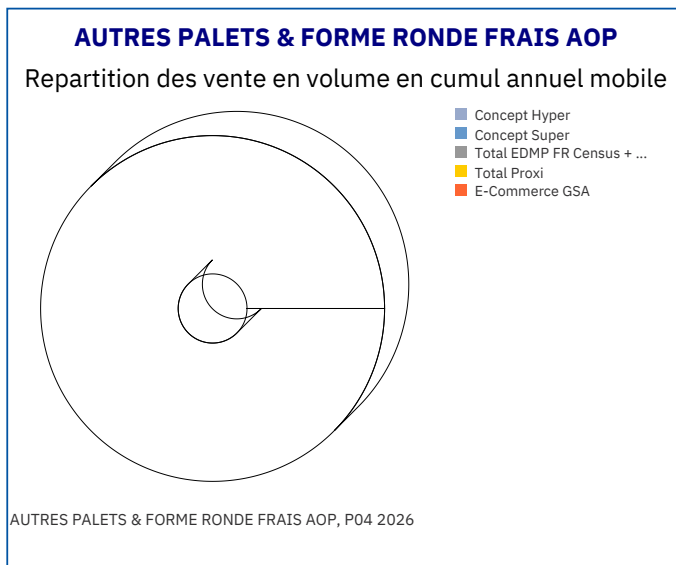 AUTRES PALETS & FORME RONDE FRAIS AOP
Repartition des vente en volume en cumul annuel mobile
Concept Hyper
Concept Super
Total EDMP FR Census + ...
Total Proxi
E-Commerce GSA
AUTRES PALETS & FORME RONDE FRAIS AOP, P04 2026